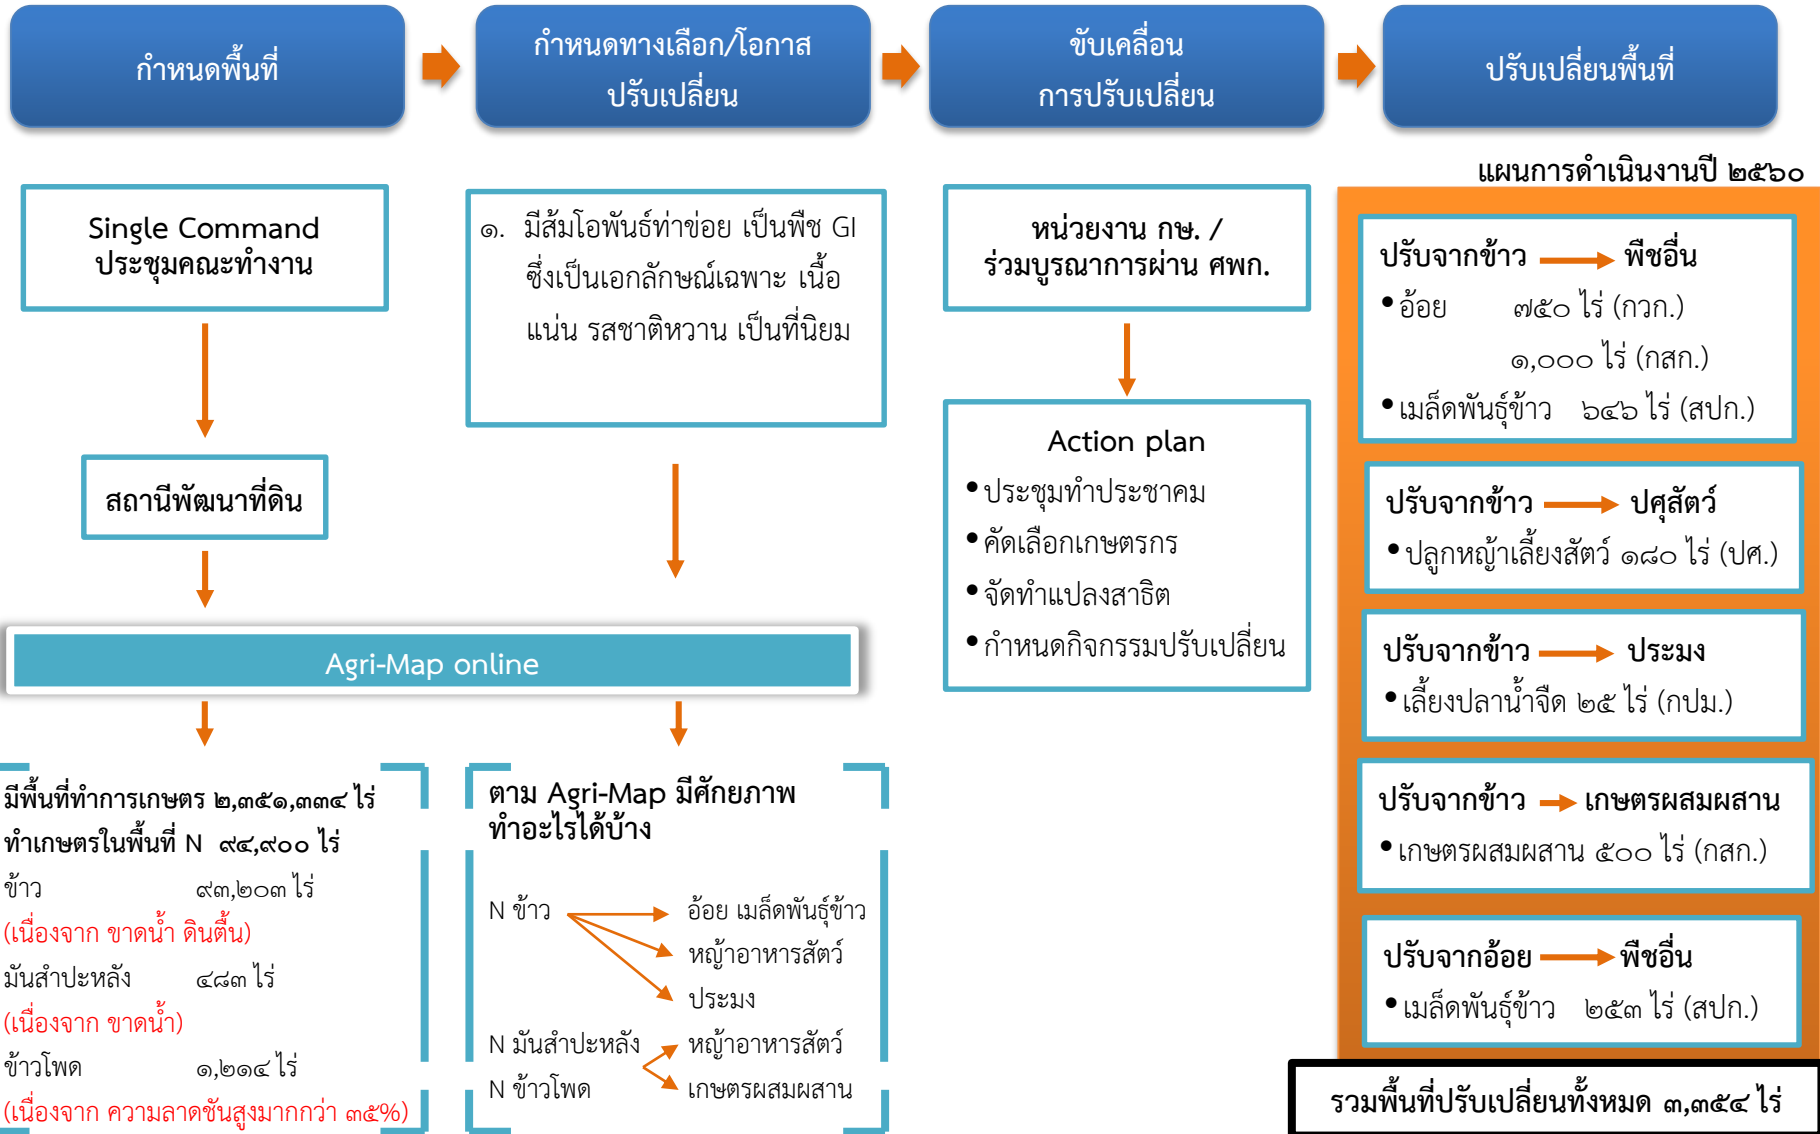 กำหนดพื้นที่
กำหนดทางเลือก/โอกาส
ปรับเปลี่ยน
ขับเคลื่อน
การปรับเปลี่ยน
ปรับเปลี่ยนพื้นที่
Single Command
ประชุมคณะทำงาน
สถานีพัฒนาที่ดิน
๑. มีส้มโอพันธ์ท่าข่อย เป็นพืช GI
ซึ่งเป็นเอกลักษณ์เฉพาะ เนื้อ
แน่น รสชาติหวาน เป็นที่นิยม
Agri-Map online
มีพื้นที่ทำการเกษตร ๒,๓๕๑,๓๓๔ ไร่
ทำเกษตรในพื้นที่ N ๙๔,๙๐๐ ไร่
ข้าว ๙๓,๒๐๓ ไร่
(เนื่องจาก ขาดน้ำ ดินตื้น)
มันสำปะหลัง ๔๘๓ ไร่
(เนื่องจาก ขาดน้ำ)
ข้าวโพด ๑,๒๑๔ ไร่
(เนื่องจาก ความลาดชันสูงมากกว่า ๓๕%)
ตาม Agri-Map มีศักยภาพ
ทำอะไรได้บ้าง
N ข้าว อ้อย เมล็ดพันธุ์ข้าว
หญ้าอาหารสัตว์
ประมง
N มันสำปะหลัง หญ้าอาหารสัตว์
N ข้าวโพด เกษตรผสมผสาน
หน่วยงาน กษ. /
ร่วมบูรณาการผ่าน ศพก.
Action plan
•ประชุมทำประชาคม
•คัดเลือกเกษตรกร
•จัดทำแปลงสาธิต
•กำหนดกิจกรรมปรับเปลี่ยน
แผนการดำเนินงานปี ๒๕๖๐
ปรับจากข้าว พืชอื่น
•อ้อย ๗๕๐ ไร่ (กวก.)
๑,๐๐๐ ไร่ (กสก.)
•เมล็ดพันธุ์ข้าว ๖๔๖ ไร่ (สปก.)
ปรับจากข้าว ปศุสัตว์
•ปลูกหญ้าเลี้ยงสัตว์ ๑๘๐ ไร่ (ปศ.)
ปรับจากข้าว ประมง
•เลี้ยงปลาน้ำจืด ๒๕ ไร่ (กปม.)
ปรับจากข้าว เกษตรผสมผสาน
•เกษตรผสมผสาน ๕๐๐ ไร่ (กสก.)
ปรับจากอ้อย พืชอื่น
•เมล็ดพันธุ์ข้าว ๒๕๓ ไร่ (สปก.)
รวมพื้นที่ปรับเปลี่ยนทั้งหมด ๓,๓๕๔ ไร่